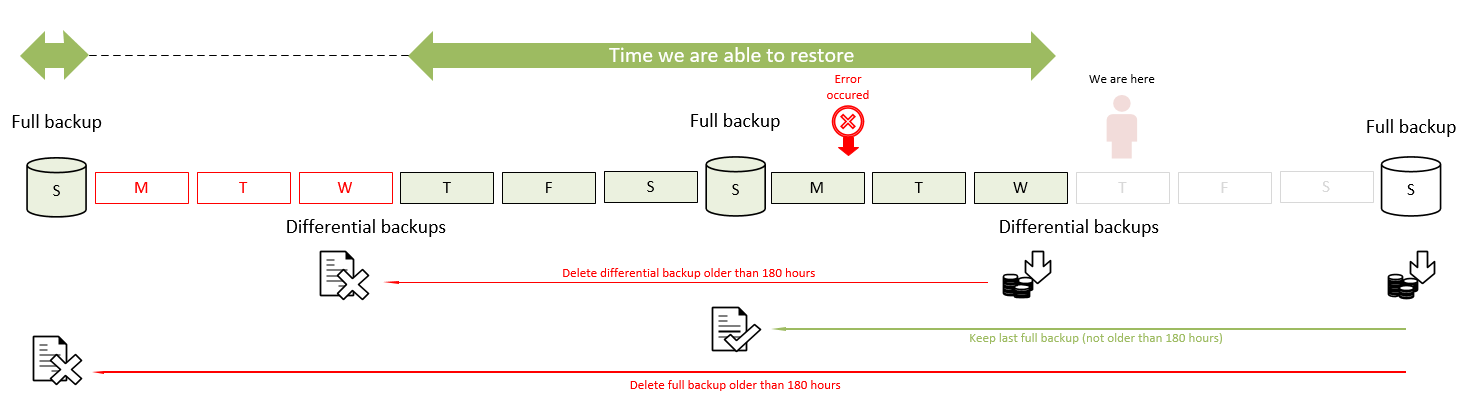 Time we are able to restore
Error
occured
We are here
Full backup
Full backup
Full backup
S
M
T
W
T
F
S
S
M
T
W
T
F
S
S
Differential backups
Differential backups
Delete differential backup older than 180 hours
Keep last full backup (not older than 180 hours)
Delete full backup older than 180 hours